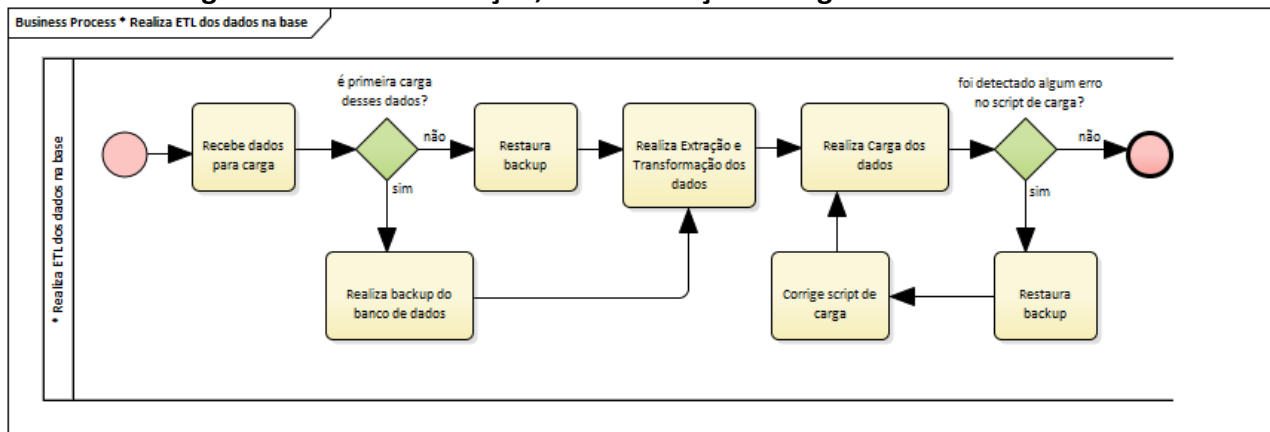 Business Process * Realiza ETL dos dados na base
* Realiza ETL dos dados na base
Recebe dados
para carga
é primeira carga
desses dados?
não
sim
Restaura
backup
Realiza Extração e
Transformação dos
dados
Realiza Carga dos
dados
foi detectado algum erro
no script de carga?
não
sim
Realiza backup do
banco de dados
Corrige script de
carga
Restaura
backup